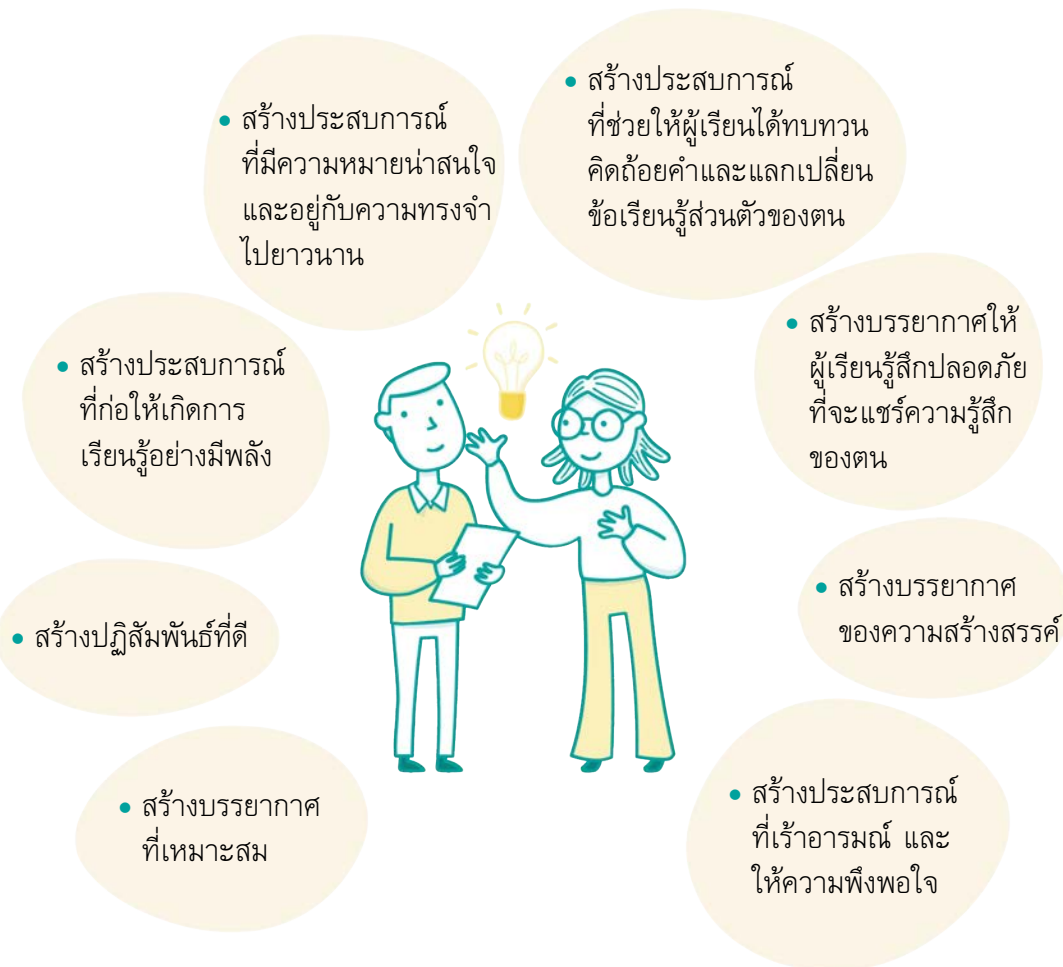 • สร้างประสบการณ์
ที่มีความหมายน่าสนใจ
และอยู่กับความทรงจำ
ไปยาวนาน
• สร้างประสบการณ์
ที่ช่วยให้ผู้เรียนได้ทบทวน
คิดถ้อยคำและแลกเปลี่ยน
ข้อเรียนรู้ส่วนตัวของตน
• สร้างประสบการณ์
ที่ก่อให้เกิดการ
เรียนรู้อย่างมีพลัง
• สร้างบรรยากาศให้
ผู้เรียนรู้สึกปลอดภัย
ที่จะแชร์ความรู้สึก
ของตน
• สร้างปฏิสัมพันธ์ที่ดี
• สร้างบรรยากาศ
ของความสร้างสรรค์
• สร้างบรรยากาศ
ที่เหมาะสม
• สร้างประสบการณ์
ที่เร้าอารมณ์ และ
ให้ความพึงพอใจ